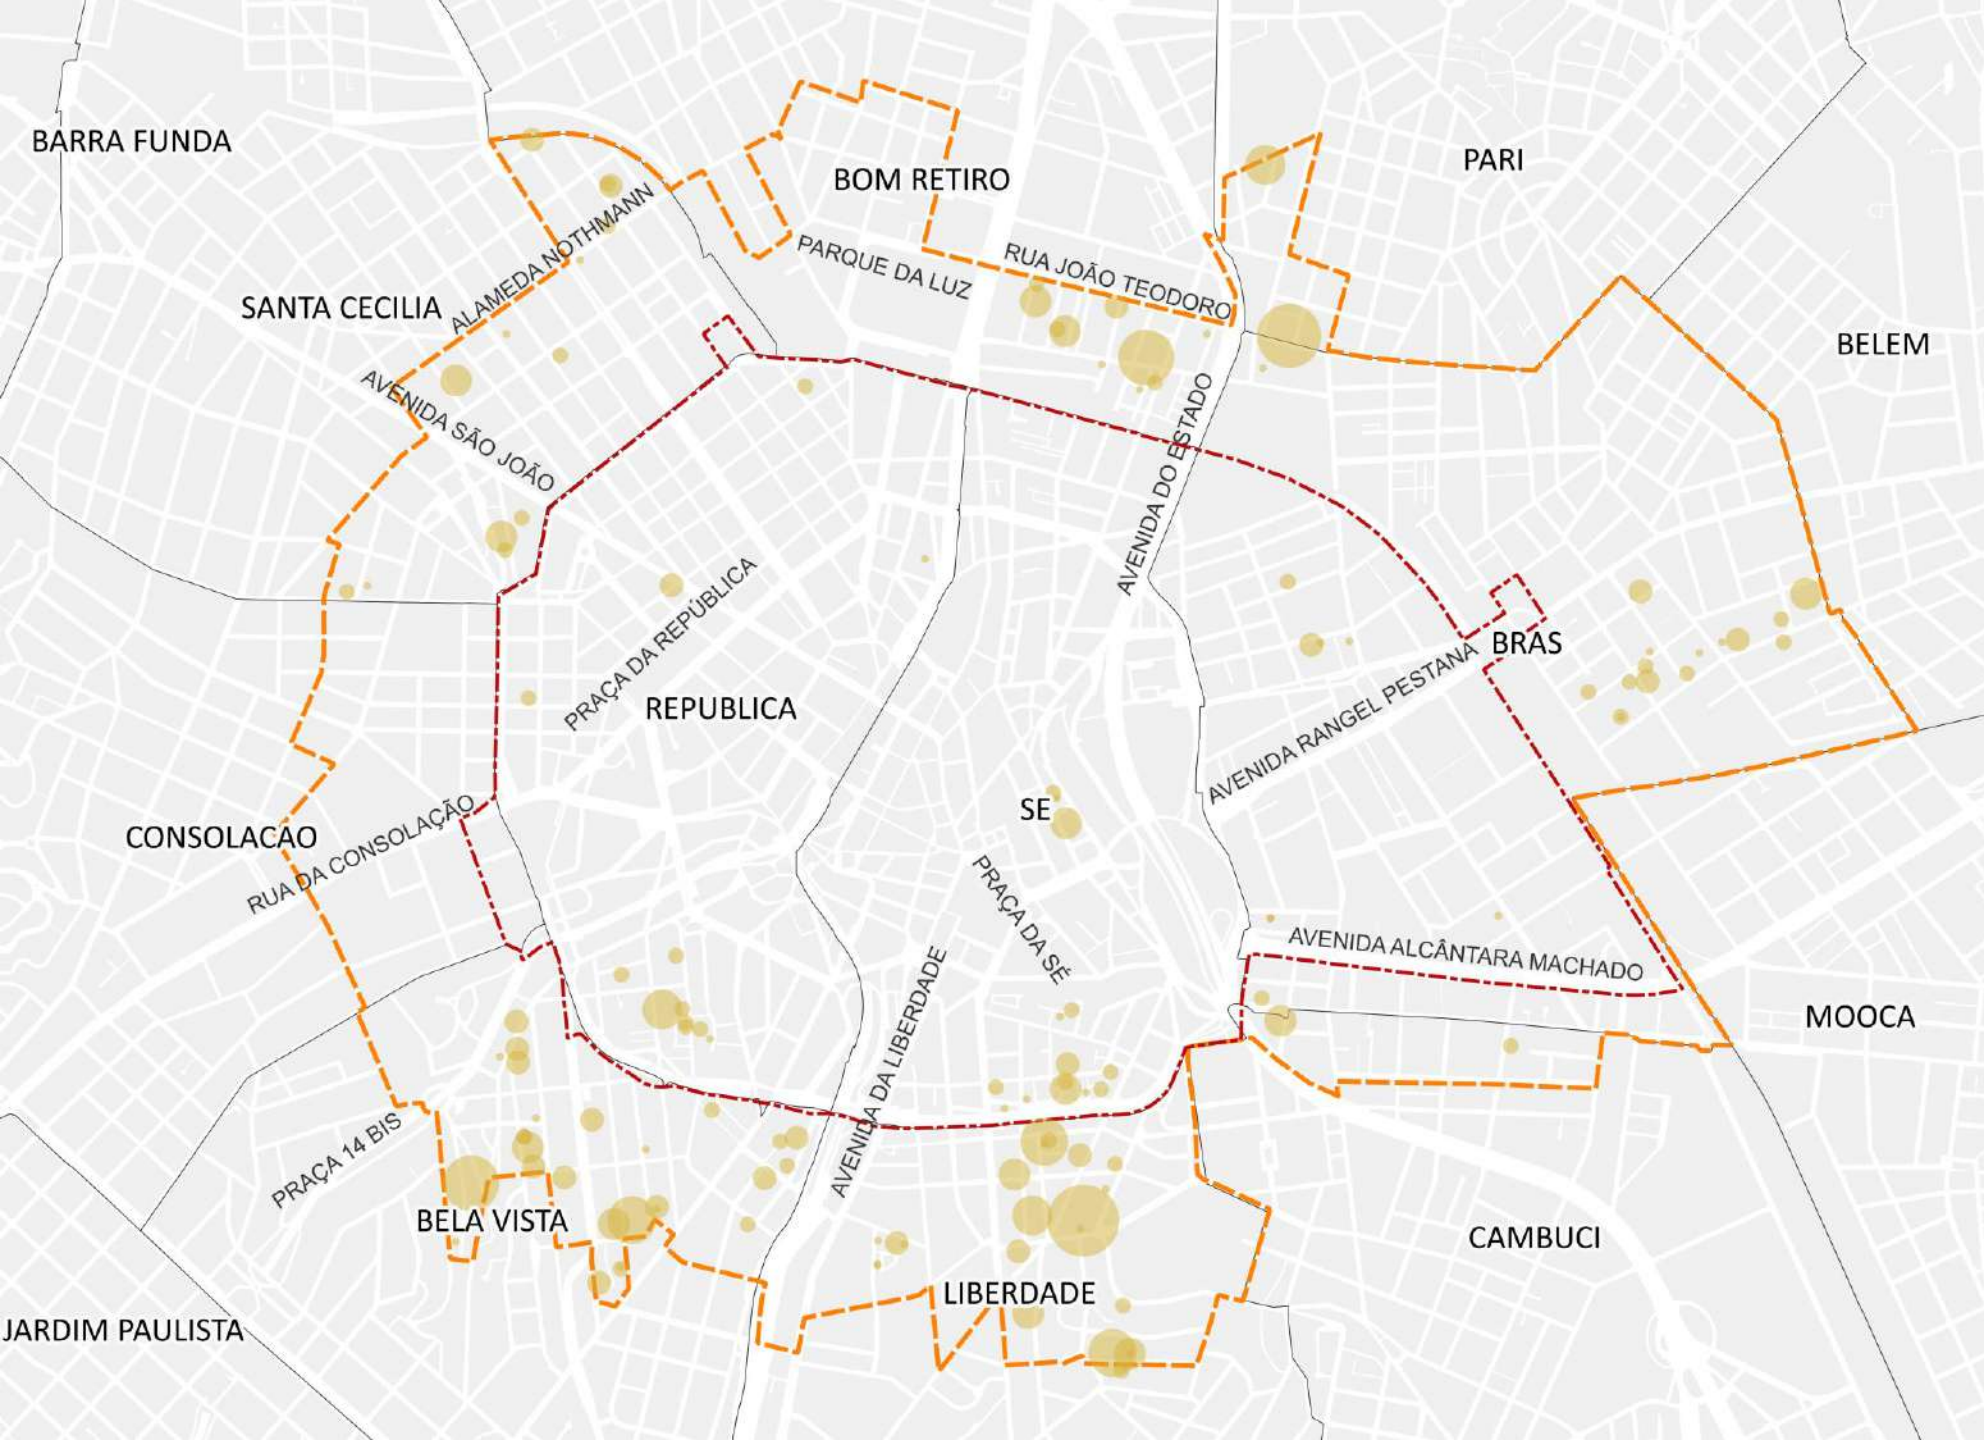 BARRA FUNDA
BOM RETIRO
PARI
ALAMEDA NOTHMANN
PARQUE DA LUZ
RUA JOÃO TEODORO
SANTA CECILIA
BELEM
AVENIDA SÃO JOÃO
AVENIDA DO ESTADO
PRAÇA DA REPÚBLICA
BRAS
AVENIDA RANGEL PESTANA
REPUBLICA
SE
CONSOLACAO
RUA DA CONSOLAÇÃO
PRAÇA DA SÉ
AVENIDA ALCÂNTARA MACHADO
AVENIDA DA LIBERDADE
MOOCA
PRAÇA 14 BIS
BELA VISTA
CAMBUCI
LIBERDADE
JARDIM PAULISTA